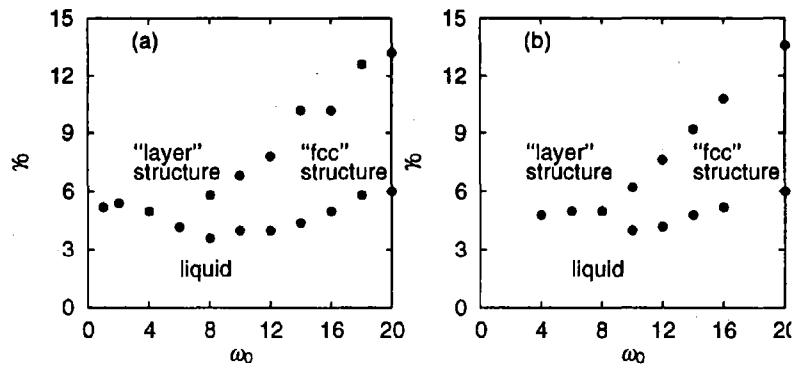 15
(a)
12
9
γ₀
"layer"
structure
"fcc"
structure
6
3
liquid
0
0 4 8 12 16 20
ω₀
15
(b)
12
9
γ₀
"layer"
structure
"fcc"
structure
6
3
liquid
0
0 4 8 12 16 20
ω₀